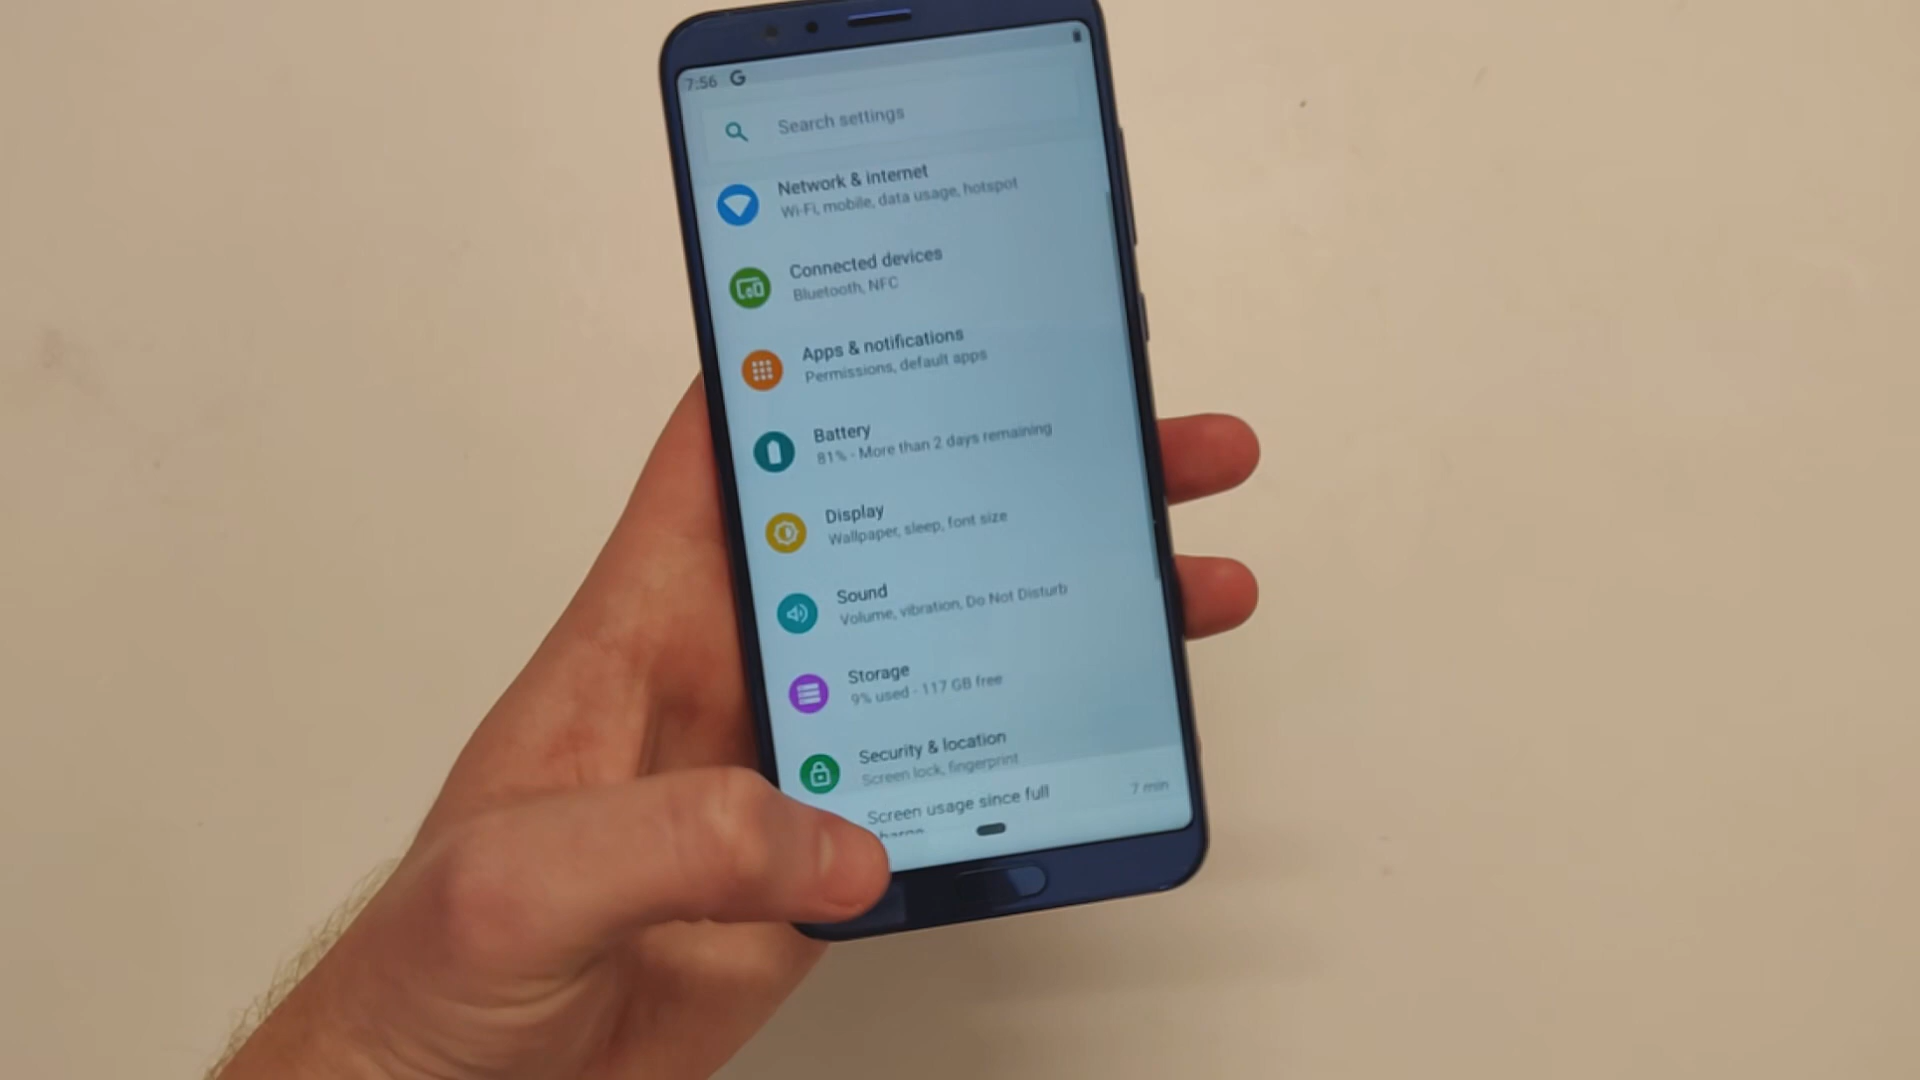 7:56 G
Search settings
Network & internet
Wi-Fi, mobile, data usage, hotspot
Connected devices
Bluetooth, NFC
Apps & notifications
Permissions, default apps
Battery
81% - More than 2 days remaining
Display
Wallpaper, sleep, font size
Sound
Volume, vibration, Do Not Disturb
Storage
9% used - 117 GB free
Security & location
Screen lock, fingerprint
Screen usage since full 7 min
charge